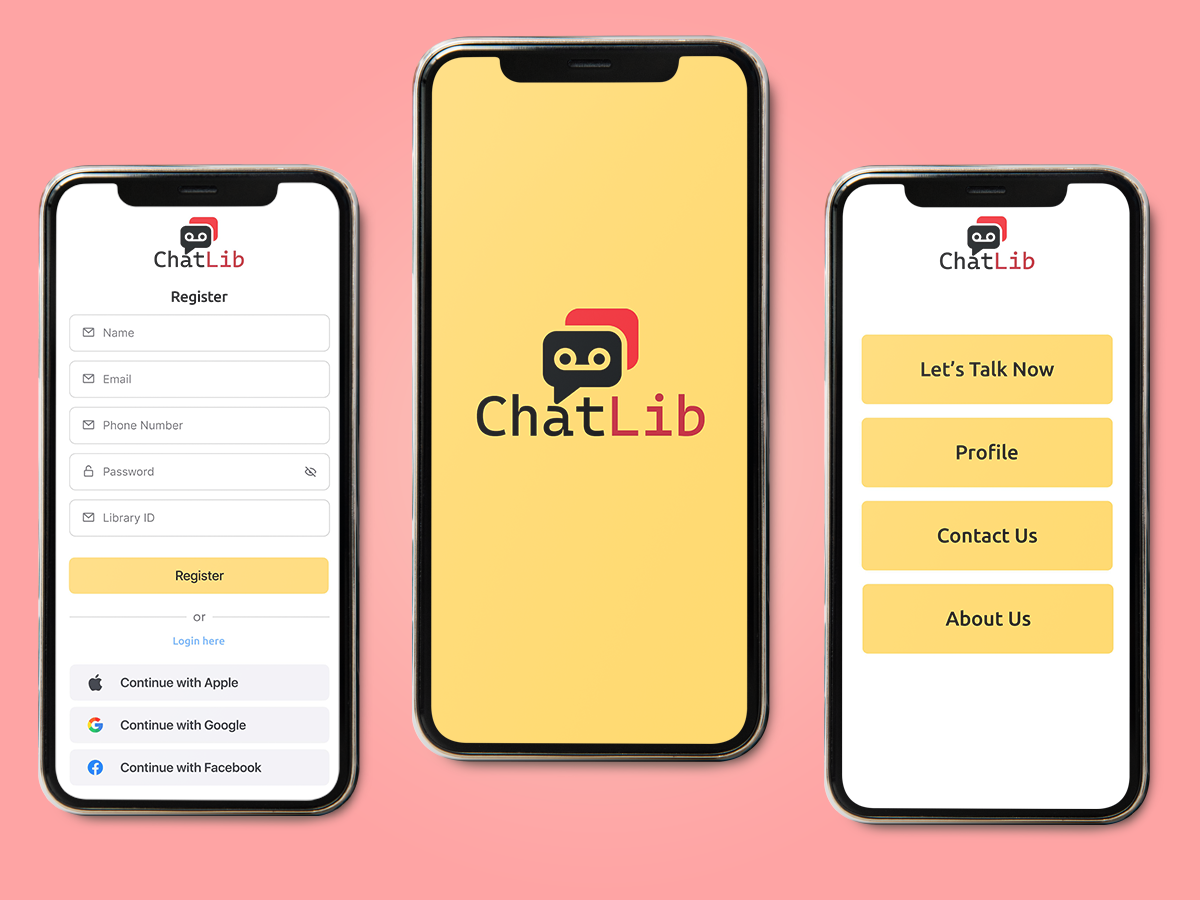 ChatLib
Register
Name
Email
Phone Number
Password
Library ID
Register
or
Login here
Continue with Apple
Continue with Google
Continue with Facebook
ChatLib
ChatLib
Let's Talk Now
Profile
Contact Us
About Us